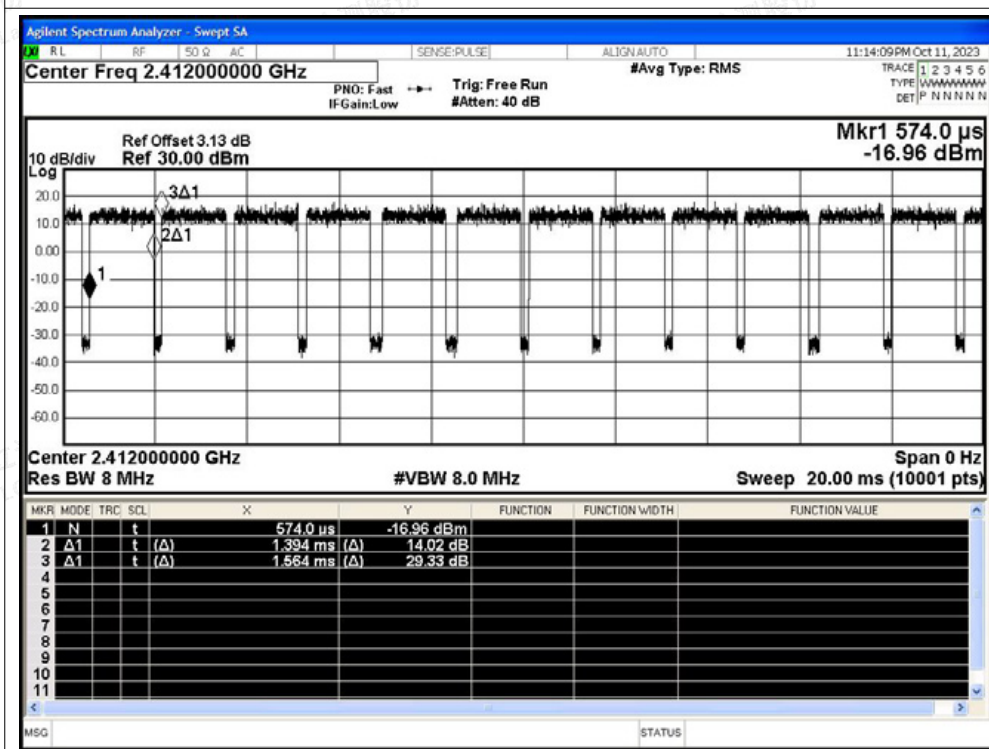 Agilent Spectrum Analyzer - Swept SA
RL RF 50 Ω AC SENSE:PULSE ALIGN AUTO 11:14:09 PM Oct 11, 2023
Center Freq 2.412000000 GHz #Avg Type: RMS TRACE 1 2 3 4 5 6
PNO: Fast Trig: Free Run TYPE WWWWWW
IFGain:Low #Atten: 40 dB DET P N N N N N
Ref Offset 3.13 dB Mkr1 574.0 µs
10 dB/div Ref 30.00 dBm -16.96 dBm
Log
20.0
3Δ1
10.0
2Δ1
0.00
-10.0
1
-20.0
-30.0
-40.0
-50.0
-60.0
Center 2.412000000 GHz Span 0 Hz
Res BW 8 MHz #VBW 8.0 MHz Sweep 20.00 ms (10001 pts)
MKR MODE TRC SCL X Y FUNCTION FUNCTION WIDTH FUNCTION VALUE
1 N t 574.0 µs -16.96 dBm
2 Δ1 t (Δ) 1.394 ms (Δ) 14.02 dB
3 Δ1 t (Δ) 1.564 ms (Δ) 29.33 dB
4
5
6
7
8
9
10
11
MSG STATUS